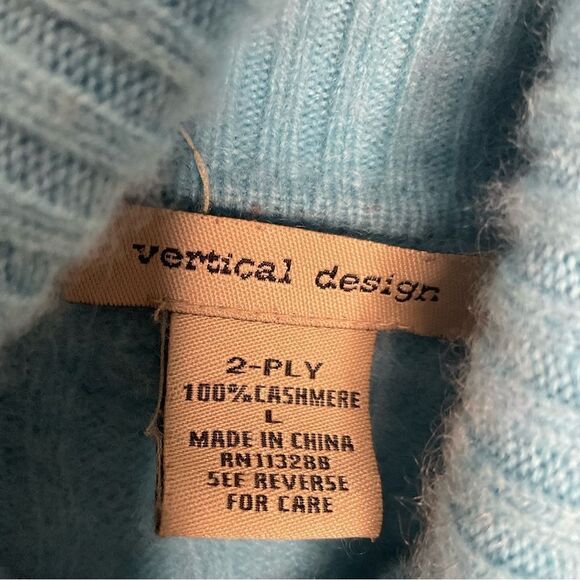 vertical design
2-PLY
100% CASHMERE
L
MADE IN CHINA
RN113288
SEE REVERSE
FOR CARE